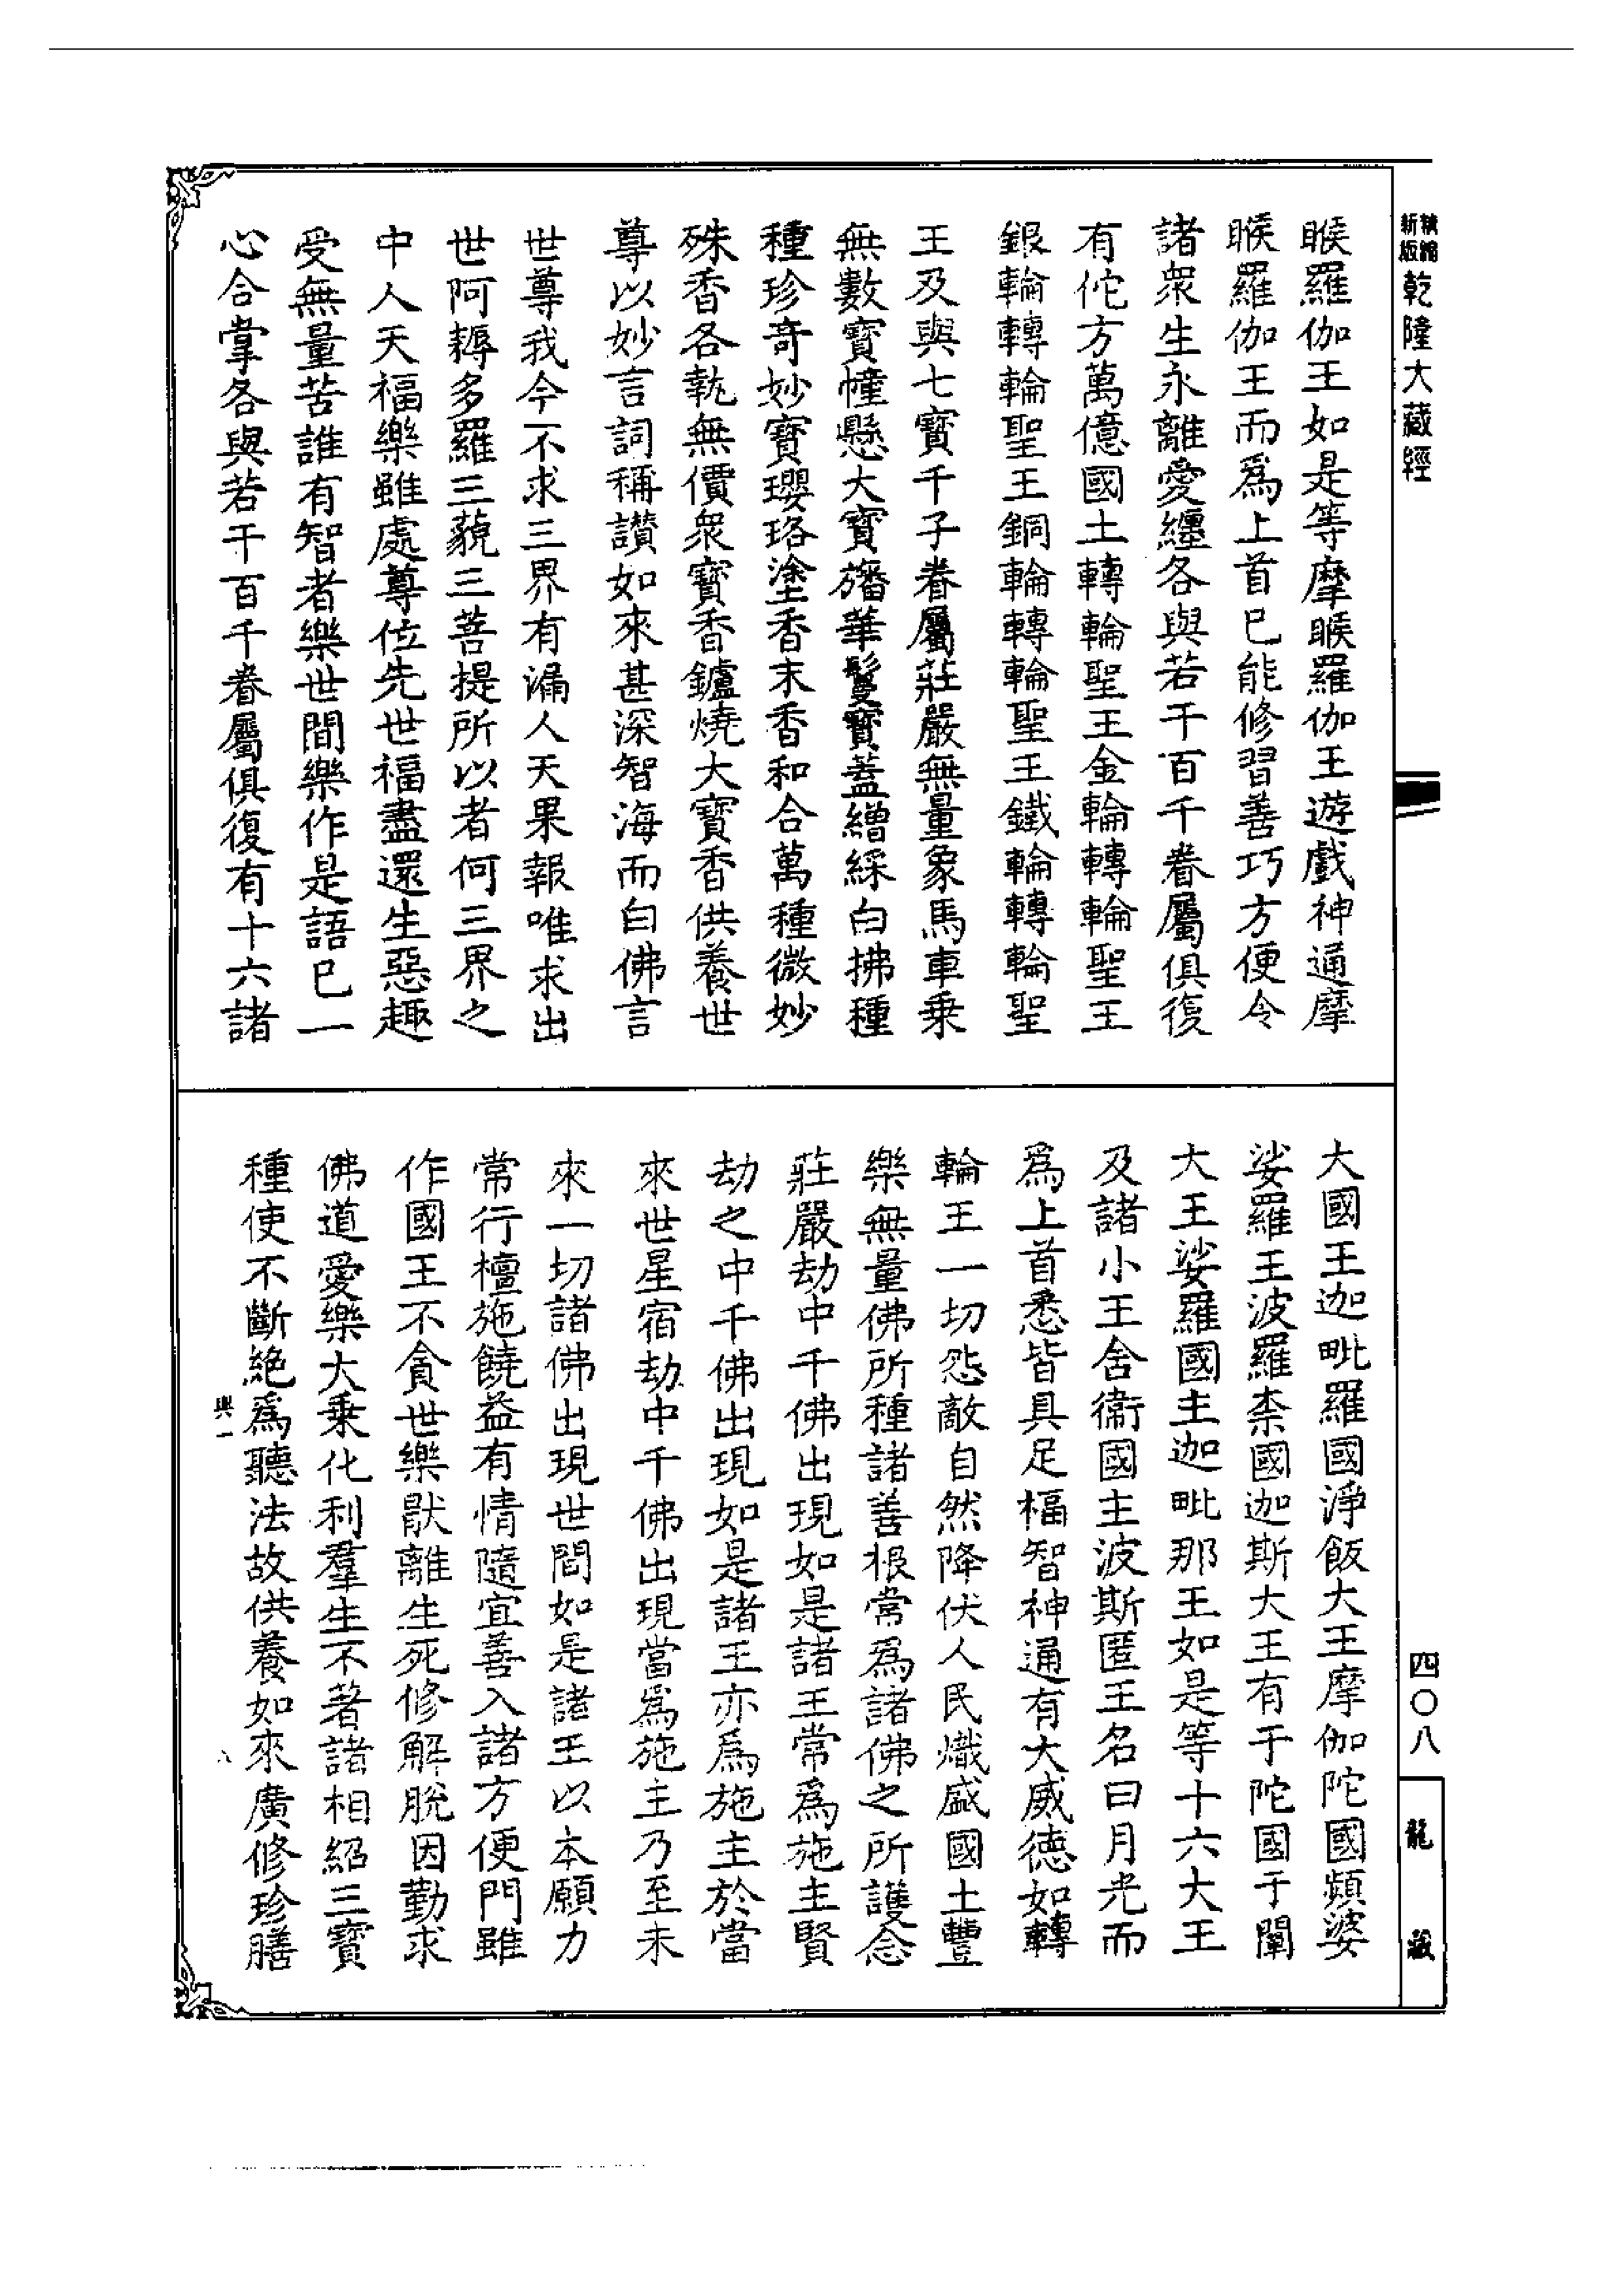 新版精縮乾隆大藏經
睺羅伽王如是等摩睺羅伽王遊戲神通摩
睺羅伽王而爲上首已能修習善巧方便令
諸衆生永離愛纏各與若干百千眷屬俱復
有佗方萬億國土轉輪聖王金輪轉輪聖王
銀輪轉輪聖王銅輪轉輪聖王鐵輪轉輪聖
王及與七寶千子眷屬莊嚴無量象馬車乗
無數寶幢懸大寶旛華鬘寶蓋繒綵白拂種
種珍奇妙寶瓔珞塗香末香和合萬種微妙
殊香各執無價衆寶香鑪燒大寶香供養世
尊以妙言詞稱讚如來甚深智海而白佛言
世尊我今不求三界有漏人天果報唯求出
世阿耨多羅三藐三菩提所以者何三界之
中人天福樂雖處尊位先世福盡還生惡趣
受無量苦誰有智者樂世間樂作是語已一
心合掌各與若干百千眷屬俱復有十六諸
大國王迦毗羅國淨飯大王摩伽陀國頻婆
娑羅王波羅柰國迦斯大王有于陀國于闐
大王娑羅國主迦毗那王如是等十六大王
及諸小王舍衞國主波斯匿王名曰月光而
爲上首悉皆具足福智神通有大威德如轉
輪王一切怨敵自然降伏人民熾盛國土豐
樂無量佛所種諸善根常爲諸佛之所護念
莊嚴劫中千佛出現如是諸王常爲施主賢
劫之中千佛出現如是諸王亦爲施主於當
來世星宿劫中千佛出現當爲施主乃至未
來一切諸佛出現世間如是諸王以本願力
常行檀施饒益有情隨宜善入諸方便門雖
作國王不貪世樂猒離生死修解脫因勤求
佛道愛樂大乗化利羣生不著諸相紹三寶
種使不斷絶爲聽法故供養如來廣修珍膳
與一
八
四〇八
龍藏